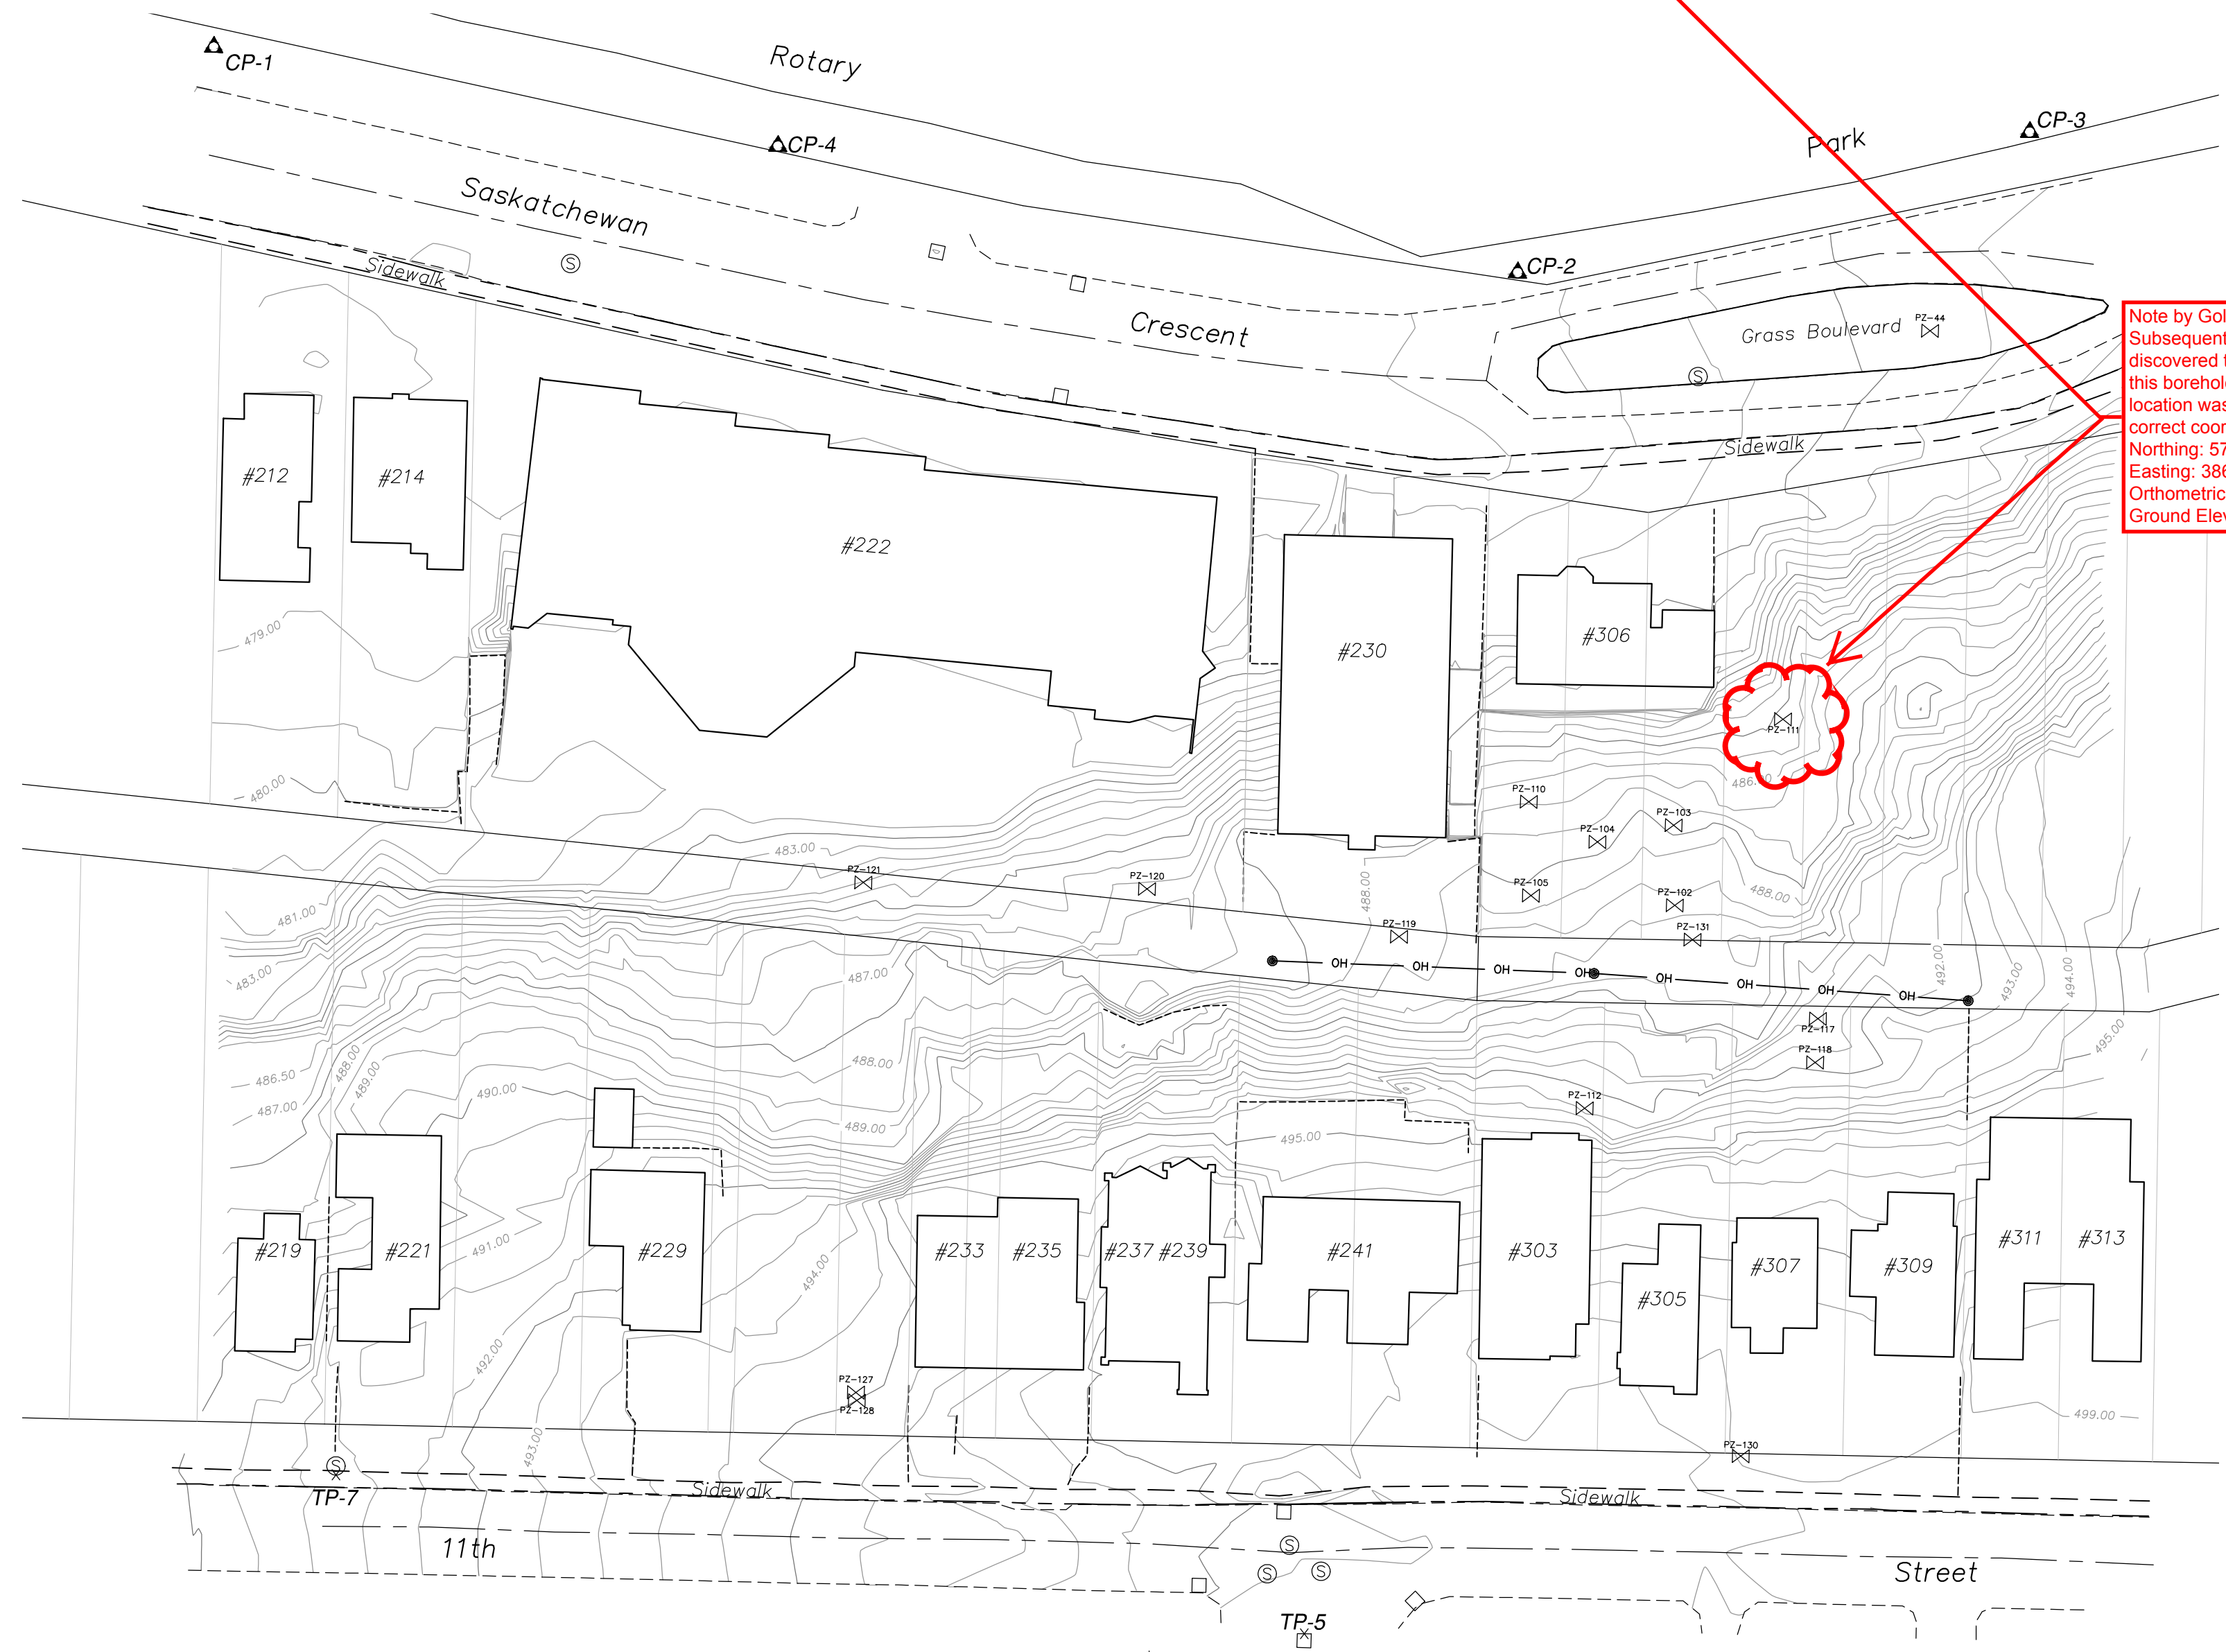 Rotary
CP-1
Park
CP-3
CP-4
Saskatchewan
CP-2
Sidewalk
Crescent
Grass Boulevard
PZ-44
Note by Gol
Subsequent
discovered t
this borehol
location was
correct coor
Northing: 57
Easting: 386
Orthometric
Ground Elev
Sidewalk
#212
#214
#222
#230
#306
479.00
PZ-111
480.00
486.
PZ-110
PZ-103
PZ-104
483.00
PZ-121
PZ-120
PZ-105
488.00
PZ-102
488.00
481.00
PZ-119
PZ-131
483.00
487.00
OH OH OH OH OH OH OH OH
492.00
493.00
494.00
PZ-117
495.00
486.50
488.00
489.00
488.00
PZ-118
487.00
490.00
489.00
495.00
PZ-112
#219
#221
491.00
#229
#233
#235
#237 #239
#241
#303
#305
#307
#309
#311
#313
494.00
492.00
PZ-127
PZ-128
499.00
493.00
PZ-130
S
TP-7
Sidewalk
Sidewalk
11th
Street
S
S
S
TP-5
S
S